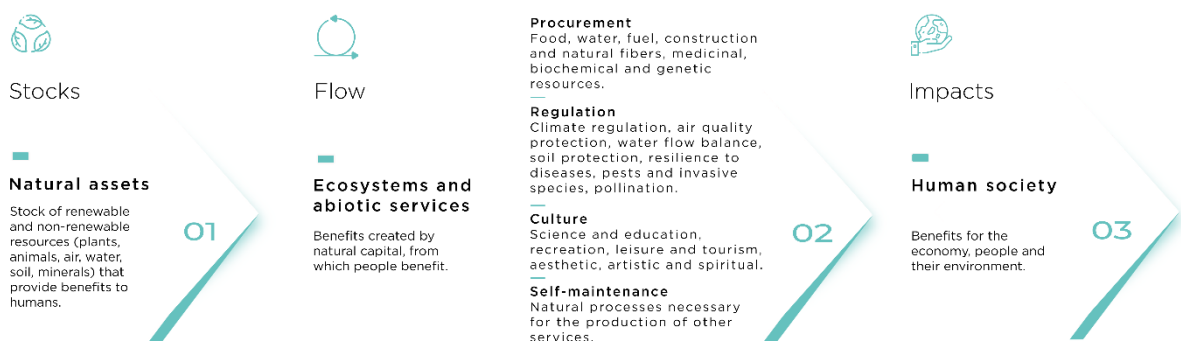 Stocks
Natural assets
Stock of renewable
and non-renewable
resources (plants,
animals, air, water,
soil, minerals) that
provide benefits to
humans.
01
Flow
Ecosystems and
abiotic services
Benefits created by
natural capital, from
which people benefit.
Procurement
Food, water, fuel, construction
and natural fibers, medicinal,
biochemical and genetic
resources.
Regulation
Climate regulation, air quality
protection, water flow balance,
soil protection, resilience to
diseases, pests and invasive
species, pollination.
Culture
Science and education,
recreation, leisure and tourism,
aesthetic, artistic and spiritual.
Self-maintenance
Natural processes necessary
for the production of other
services.
02
Impacts
Human society
Benefits for the
economy, people and
their environment.
03